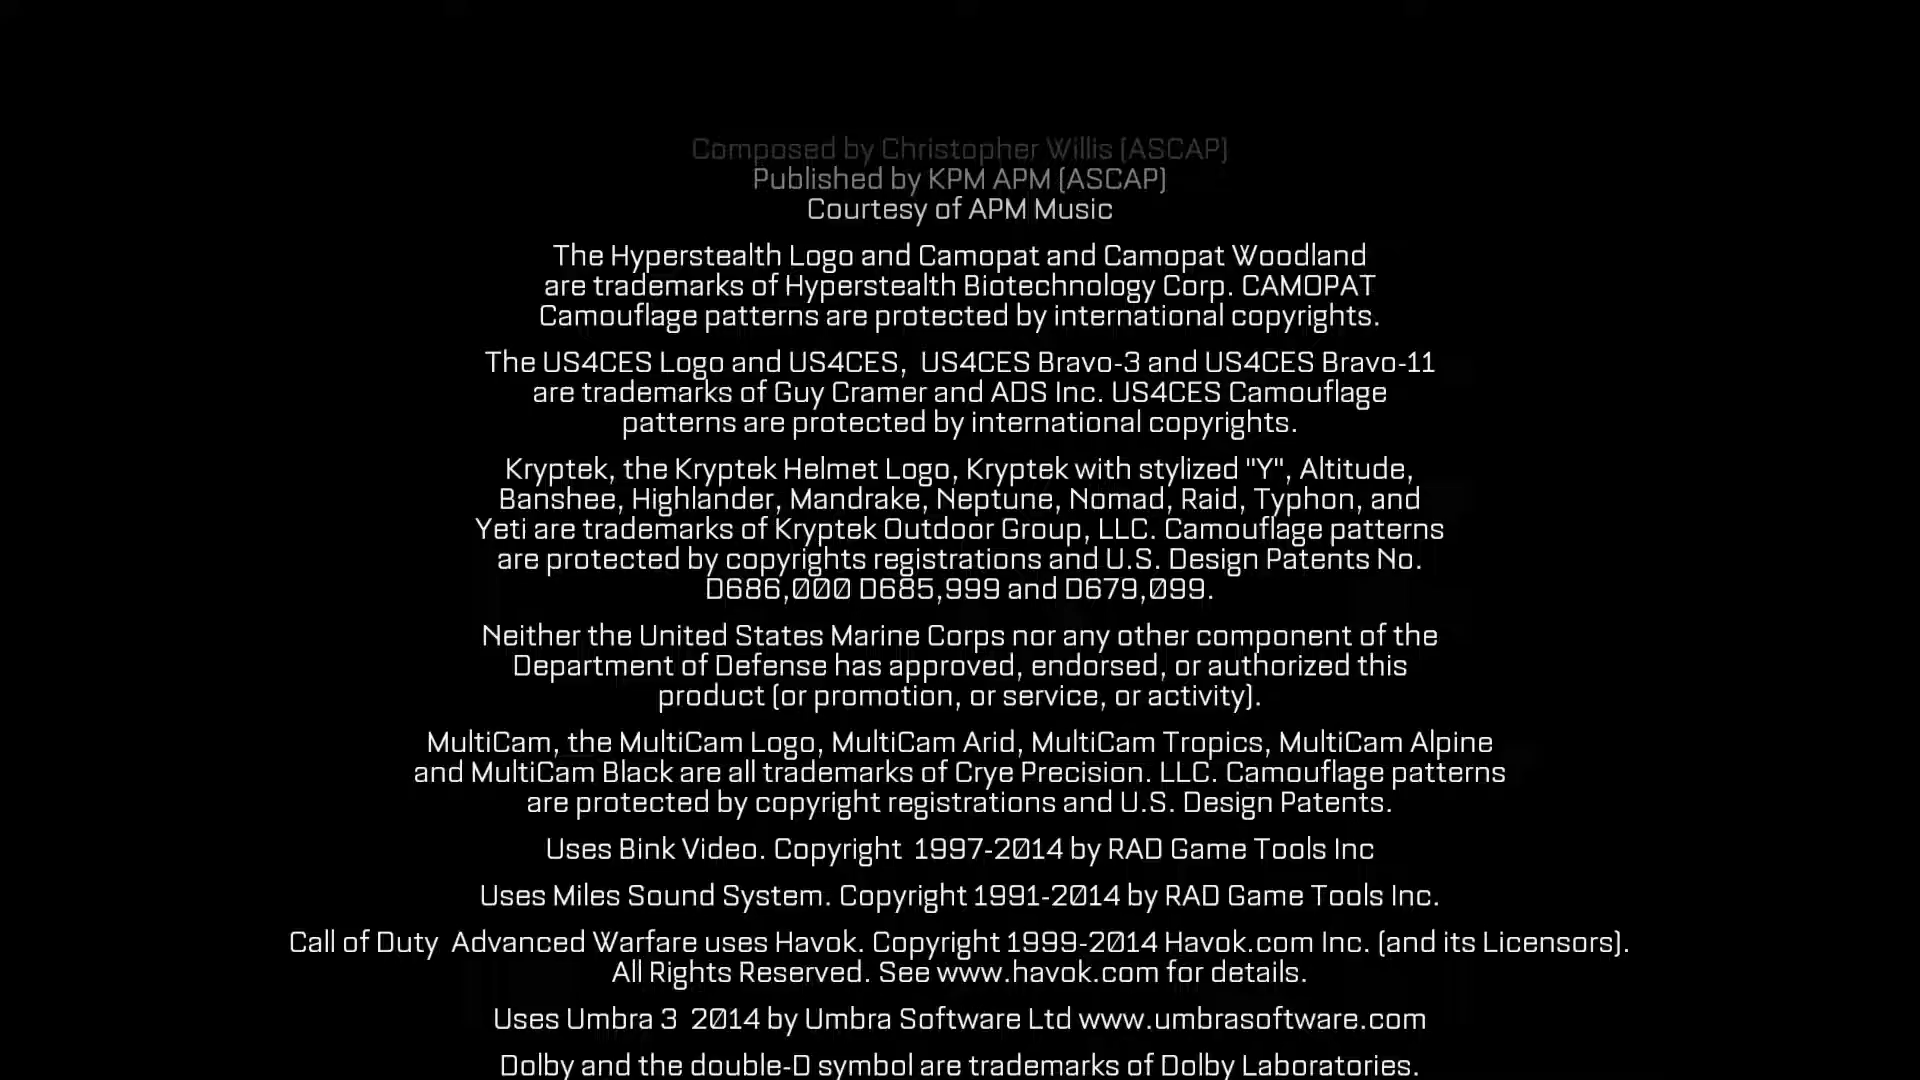 Composed by Christopher Willis (ASCAP)
Published by KPM APM (ASCAP)
Courtesy of APM Music
The Hyperstealth Logo and Camopat and Camopat Woodland
are trademarks of Hyperstealth Biotechnology Corp. CAMOPAT
Camouflage patterns are protected by international copyrights.
The US4CES Logo and US4CES,  US4CES Bravo-3 and US4CES Bravo-11
are trademarks of Guy Cramer and ADS Inc. US4CES Camouflage
patterns are protected by international copyrights.
Kryptek, the Kryptek Helmet Logo, Kryptek with stylized "Y", Altitude,
Banshee, Highlander, Mandrake, Neptune, Nomad, Raid, Typhon, and
Yeti are trademarks of Kryptek Outdoor Group, LLC. Camouflage patterns
are protected by copyrights registrations and U.S. Design Patents No.
D686,000 D685,999 and D679,099.
Neither the United States Marine Corps nor any other component of the
Department of Defense has approved, endorsed, or authorized this
product (or promotion, or service, or activity).
MultiCam, the MultiCam Logo, MultiCam Arid, MultiCam Tropics, MultiCam Alpine
and MultiCam Black are all trademarks of Crye Precision. LLC. Camouflage patterns
are protected by copyright registrations and U.S. Design Patents.
Uses Bink Video. Copyright  1997-2014 by RAD Game Tools Inc
Uses Miles Sound System. Copyright 1991-2014 by RAD Game Tools Inc.
Call of Duty  Advanced Warfare uses Havok. Copyright 1999-2014 Havok.com Inc. (and its Licensors).
All Rights Reserved. See www.havok.com for details.
Uses Umbra 3  2014 by Umbra Software Ltd www.umbrasoftware.com
Dolby and the double-D symbol are trademarks of Dolby Laboratories.